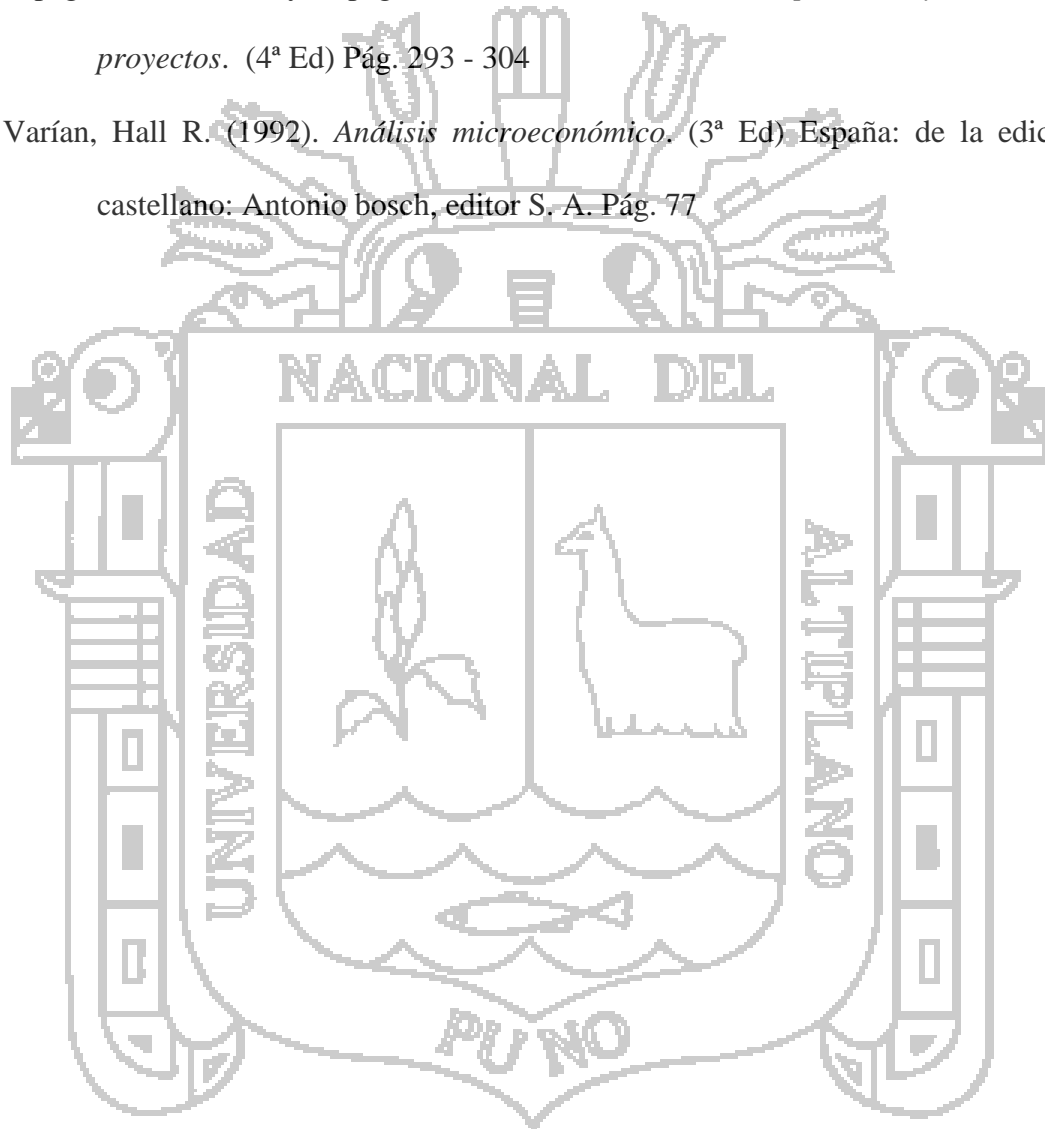 proyectos. (4ª Ed) Pág. 293 - 304
Varían, Hall R. (1992). Análisis microeconómico. (3ª Ed) España: de la edic
castellano: Antonio bosch, editor S. A. Pág. 77
NACIONAL DEL
UNIVERSIDAD
ALTIPLANO
PUNO